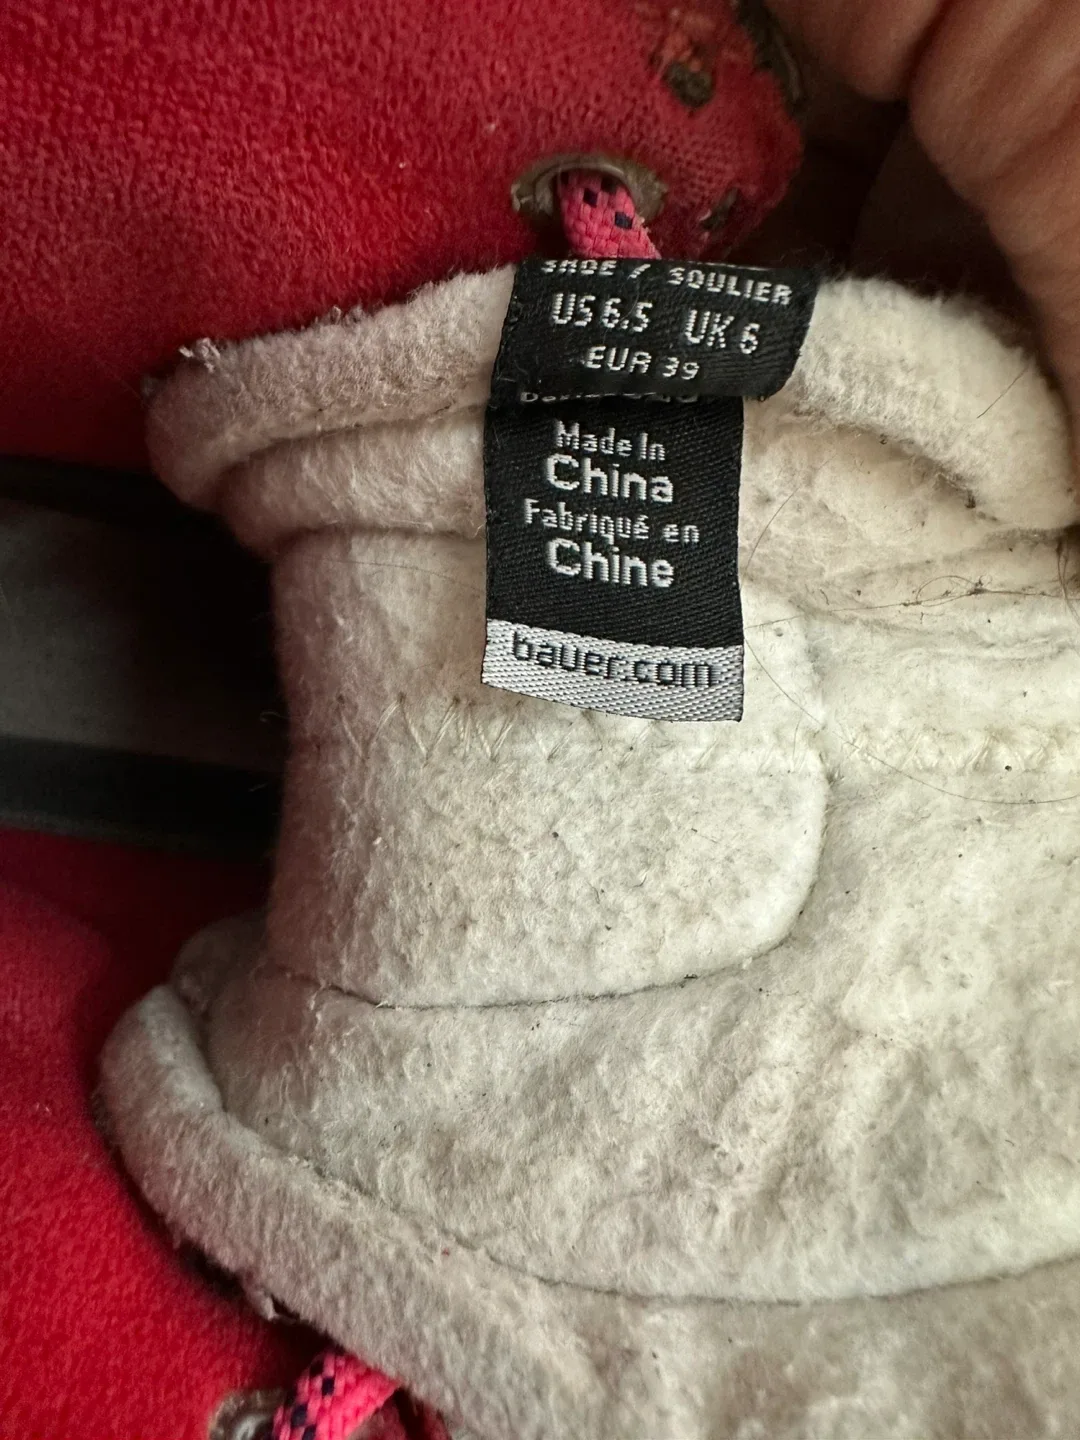 SHOE / SOULIER
US 6.5 UK 6
EUR 39
Made In
China
Fabriqué en
Chine
bauer.com